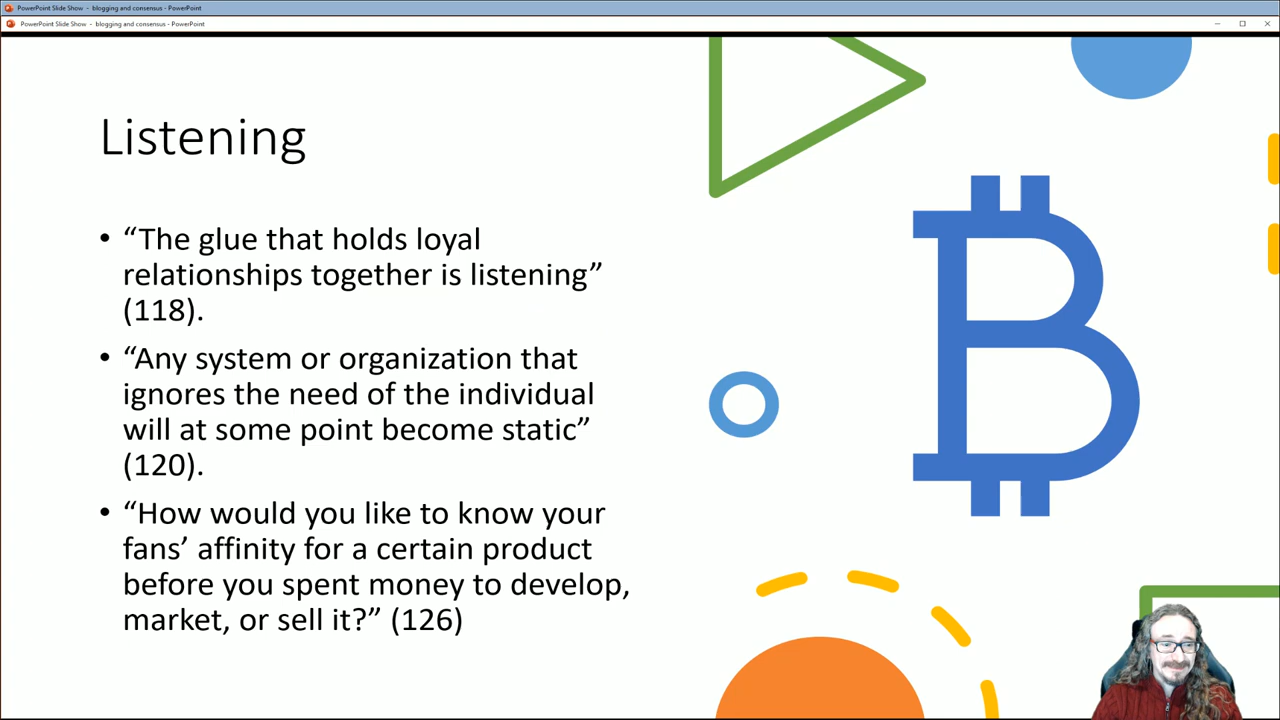 PowerPoint Slide Show - blogging and consensus - PowerPoint
PowerPoint Slide Show - blogging and consensus - PowerPoint
Listening
• “The glue that holds loyal
relationships together is listening”
(118).
• “Any system or organization that
ignores the need of the individual
will at some point become static”
(120).
• “How would you like to know your
fans’ affinity for a certain product
before you spent money to develop,
market, or sell it?” (126)